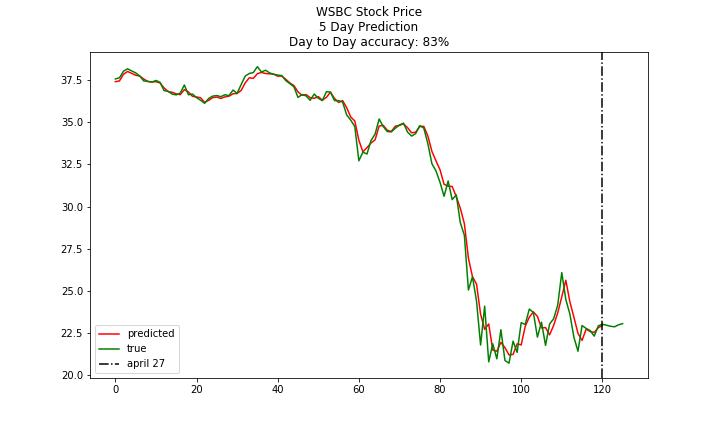 WSBC Stock Price
5 Day Prediction
Day to Day accuracy: 83%
37.5
35.0
32.5
30.0
27.5
25.0
22.5
20.0
predicted
true
april 27
0
20
40
60
80
100
120